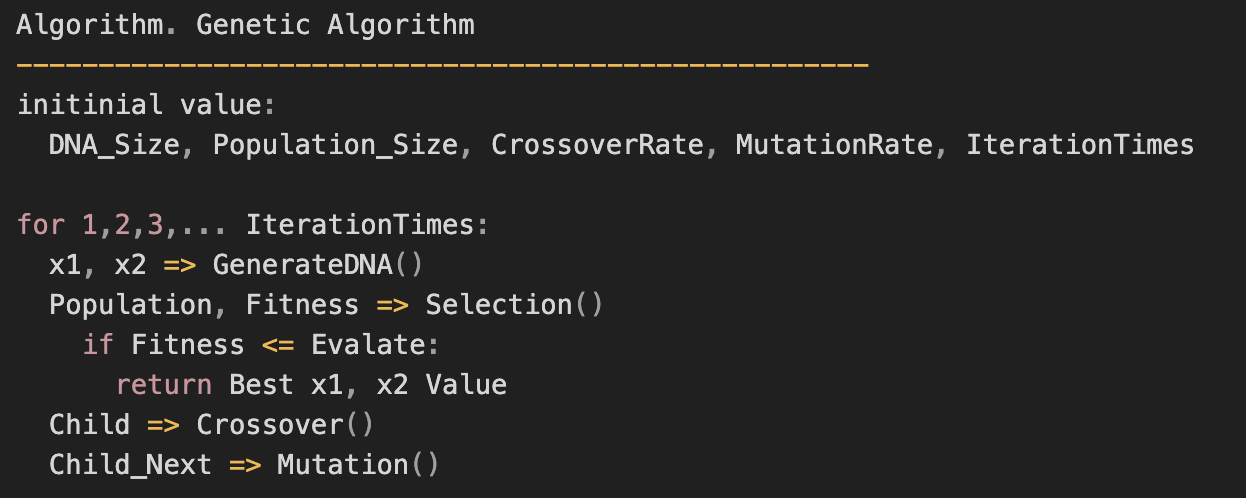 Algorithm. Genetic Algorithm
----------------------------------------------------
initinial value:
  DNA_Size, Population_Size, CrossoverRate, MutationRate, IterationTimes
for 1,2,3,... IterationTimes:
  x1, x2 => GenerateDNA()
  Population, Fitness => Selection()
    if Fitness <= Evalate:
      return Best x1, x2 Value
  Child => Crossover()
  Child_Next => Mutation()